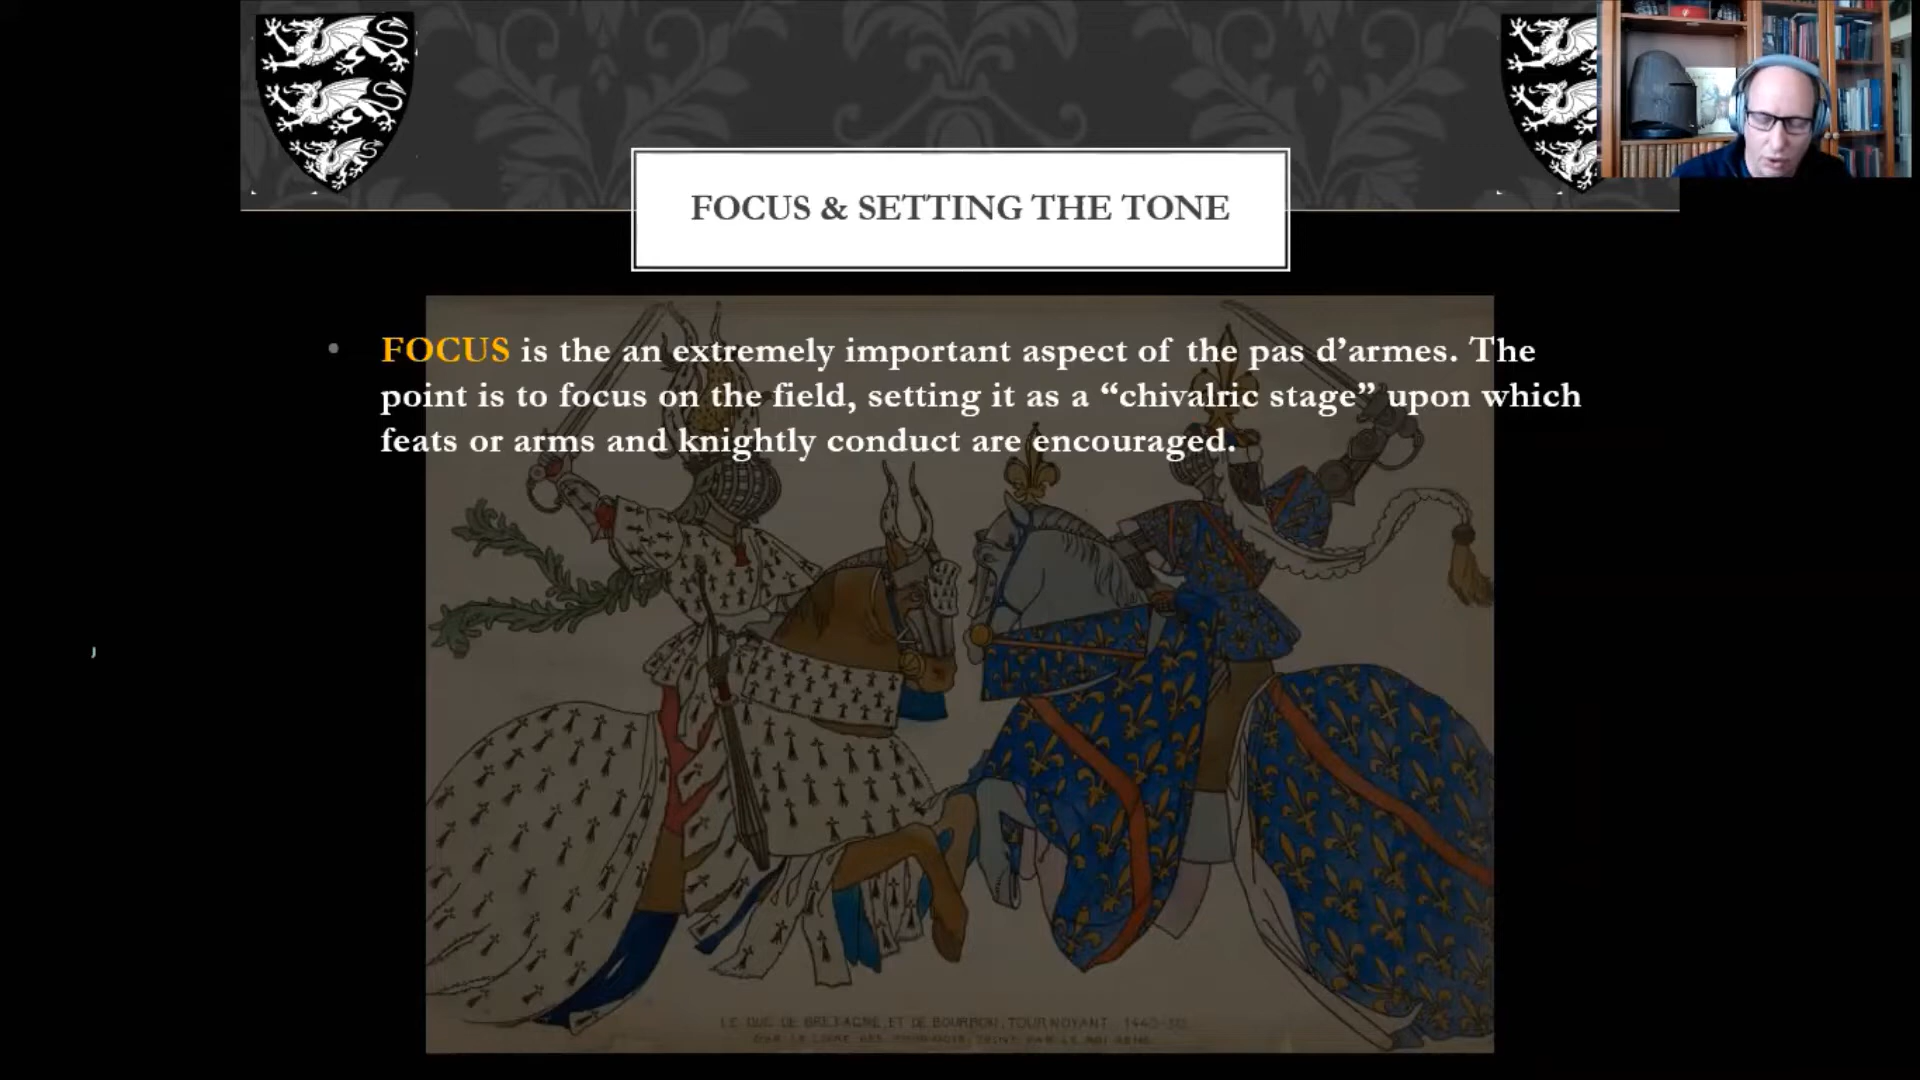 FOCUS & SETTING THE TONE
• FOCUS is the an extremely important aspect of the pas d’armes. The
point is to focus on the field, setting it as a “chivalric stage” upon which
feats or arms and knightly conduct are encouraged.
LE DUC DE BRETAGNE ET DE BOURBON, TOURNOYANT